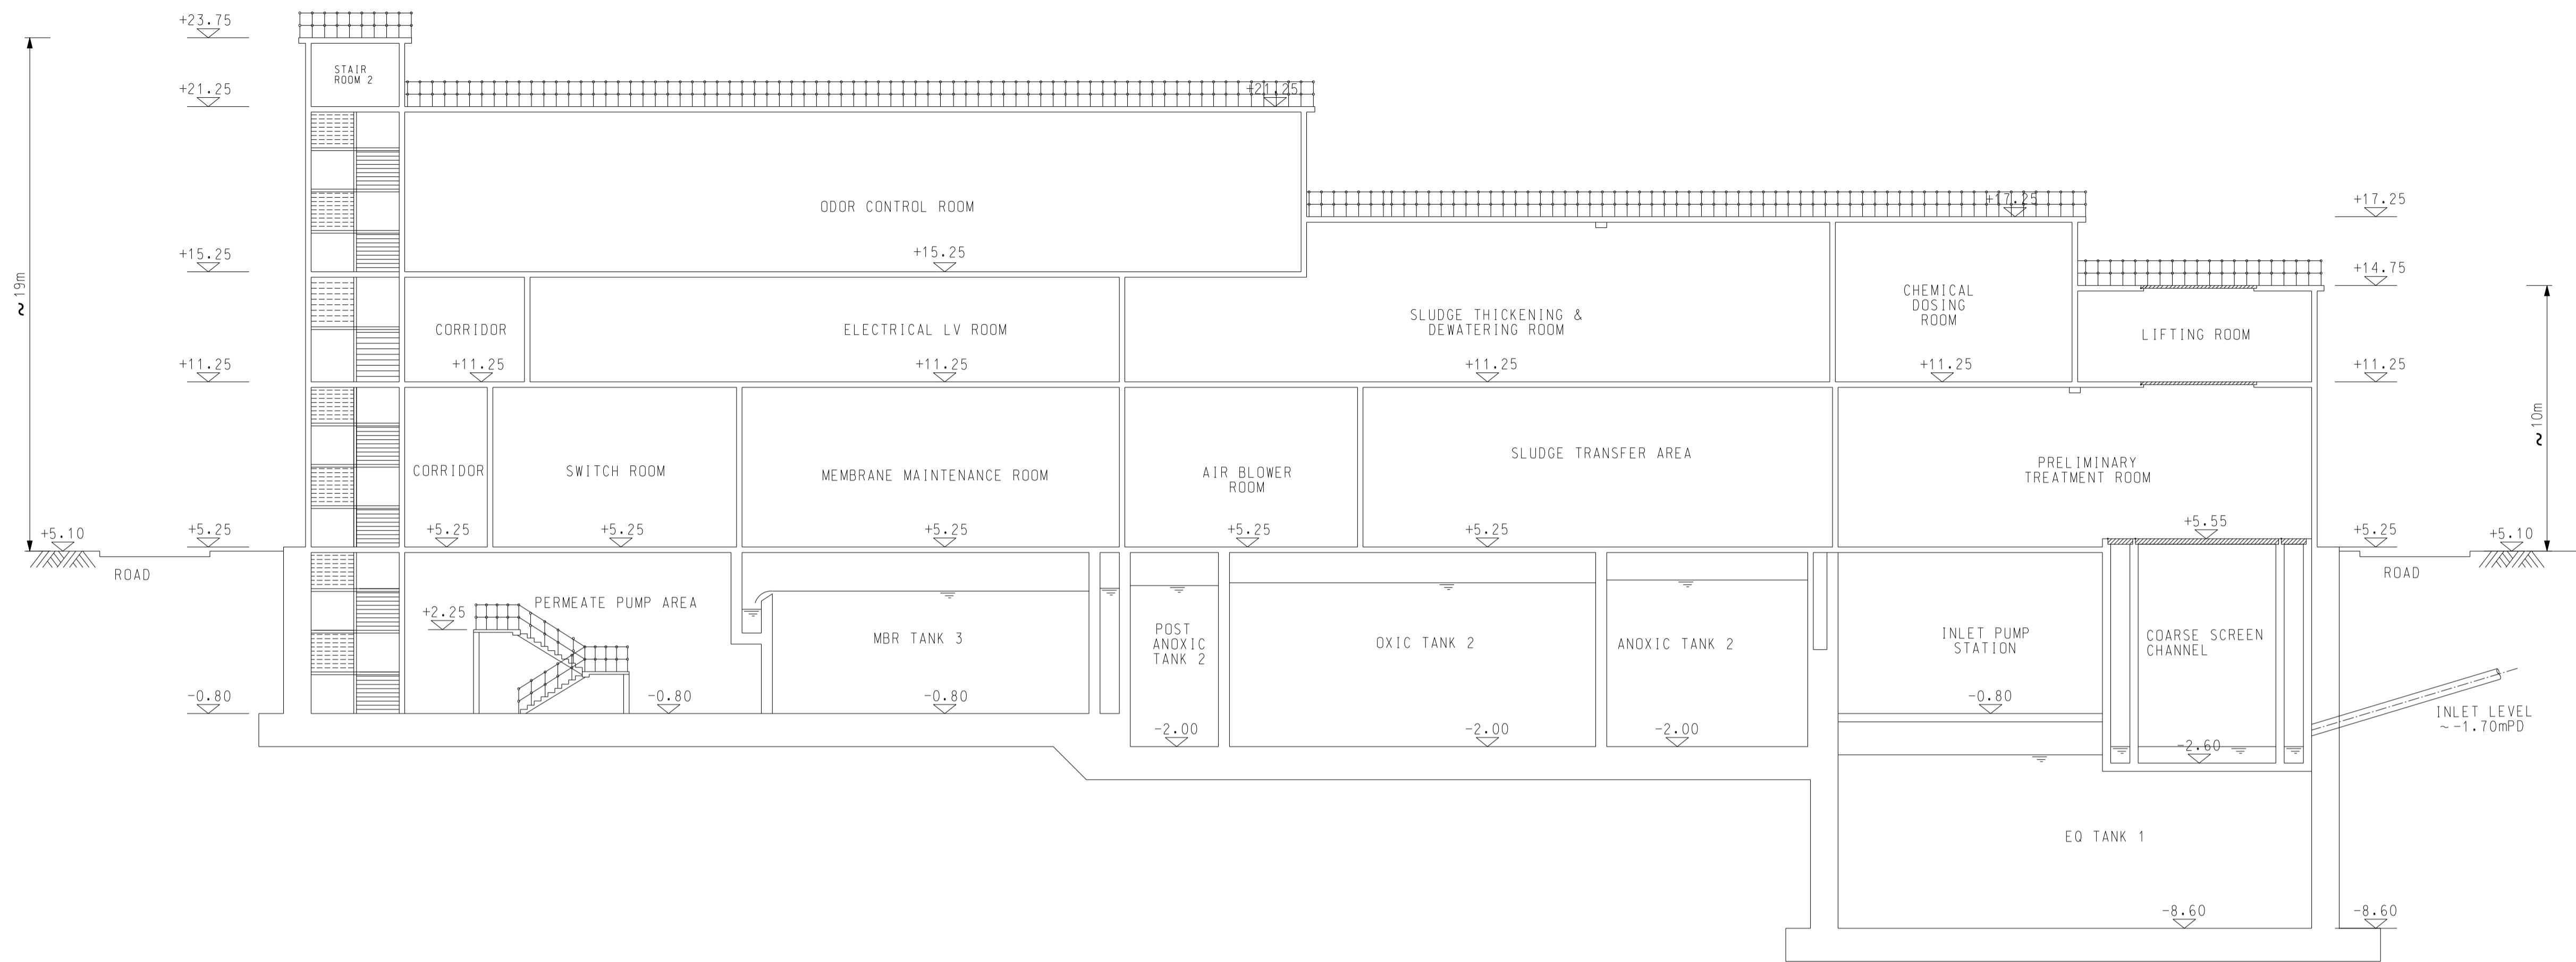 +23.75
STAIR
ROOM 2
+21.25
+21.25
ODOR CONTROL ROOM
+17.25
+17.25
+15.25
+15.25
+14.75
~19m
CORRIDOR
ELECTRICAL LV ROOM
SLUDGE THICKENING &
DEWATERING ROOM
CHEMICAL
DOSING
ROOM
LIFTING ROOM
+11.25
+11.25
+11.25
+11.25
+11.25
+11.25
~10m
CORRIDOR
SWITCH ROOM
MEMBRANE MAINTENANCE ROOM
AIR BLOWER
ROOM
SLUDGE TRANSFER AREA
PRELIMINARY
TREATMENT ROOM
+5.10
+5.25
+5.25
+5.25
+5.25
+5.25
+5.25
+5.55
+5.25
+5.10
ROAD
ROAD
+2.25
PERMEATE PUMP AREA
MBR TANK 3
POST
ANOXIC
TANK 2
OXIC TANK 2
ANOXIC TANK 2
INLET PUMP
STATION
COARSE SCREEN
CHANNEL
-0.80
-0.80
-0.80
-0.80
INLET LEVEL
~-1.70mPD
-2.00
-2.00
-2.00
-2.60
EQ TANK 1
-8.60
-8.60